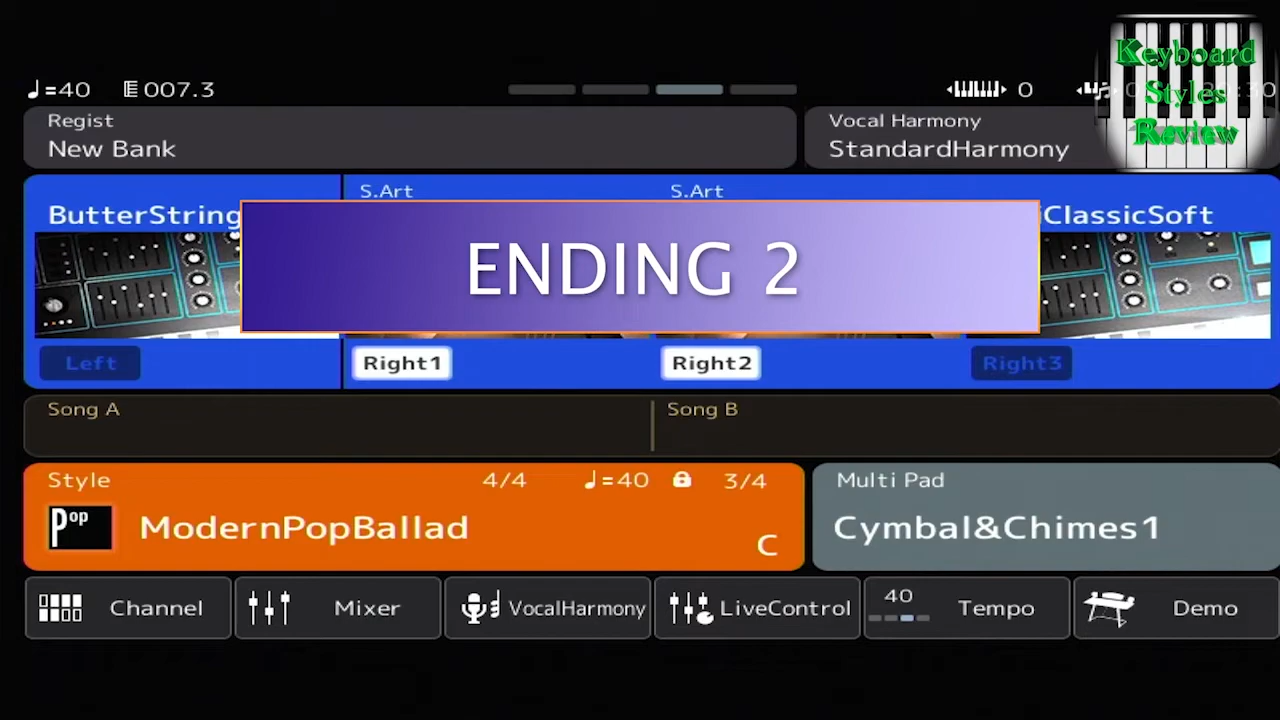 ♩=40 007.3 0
Keyboard
Styles
Review
Regist
New Bank
Vocal Harmony
StandardHarmony
S.Art
S.Art
ButterString
ClassicSoft
ENDING 2
Left
Right1
Right2
Right3
Song A
Song B
Style 4/4 ♩=40 3/4
Pop
ModernPopBallad
C
Multi Pad
Cymbal&Chimes1
Channel
Mixer
VocalHarmony
LiveControl
40
Tempo
Demo